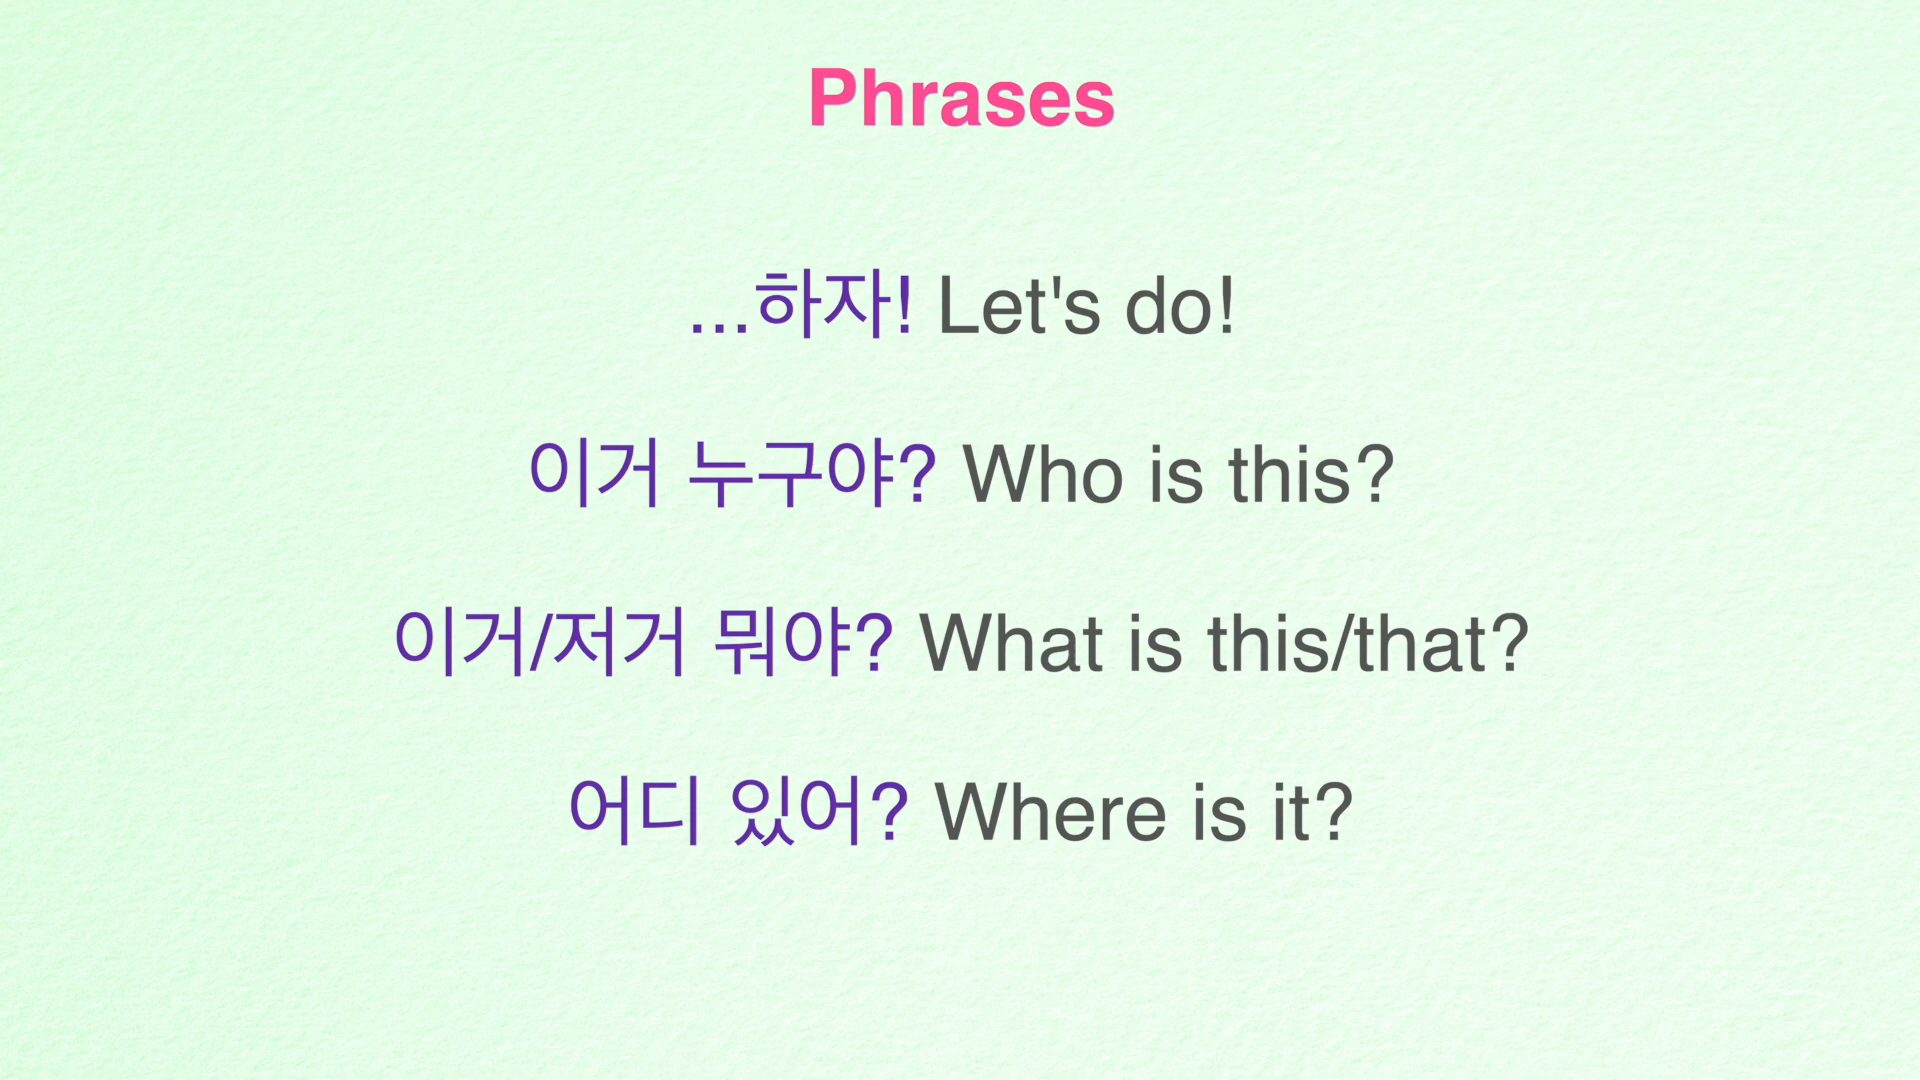 Phrases
...하자! Let's do!
이거 누구야? Who is this?
이거/저거 뭐야? What is this/that?
어디 있어? Where is it?